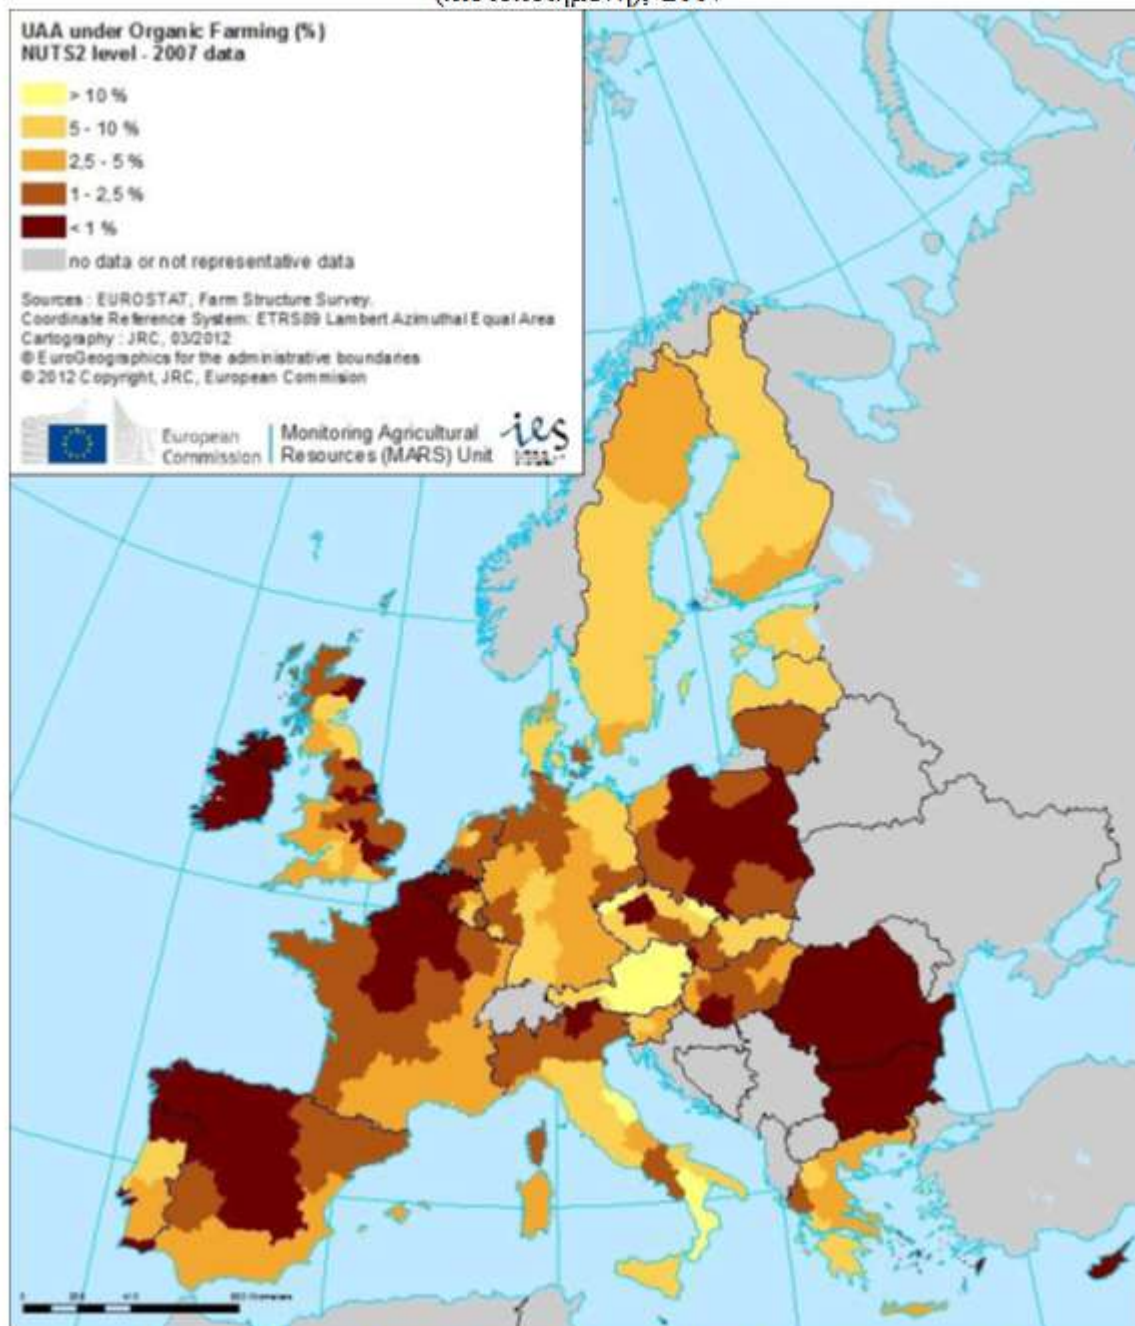 UAA under Organic Farming (%)
NUTS2 level - 2007 data
> 10 %
5 - 10 %
2,5 - 5 %
1 - 2,5 %
< 1 %
no data or not representative data
Sources : EUROSTAT, Farm Structure Survey.
Coordinate Reference System: ETRS89 Lambert Azimuthal Equal Area
Cartography : JRC, 03/2012
© EuroGeographics for the administrative boundaries
© 2012 Copyright, JRC, European Commision
European
Commission
Monitoring Agricultural
Resources (MARS) Unit
ies